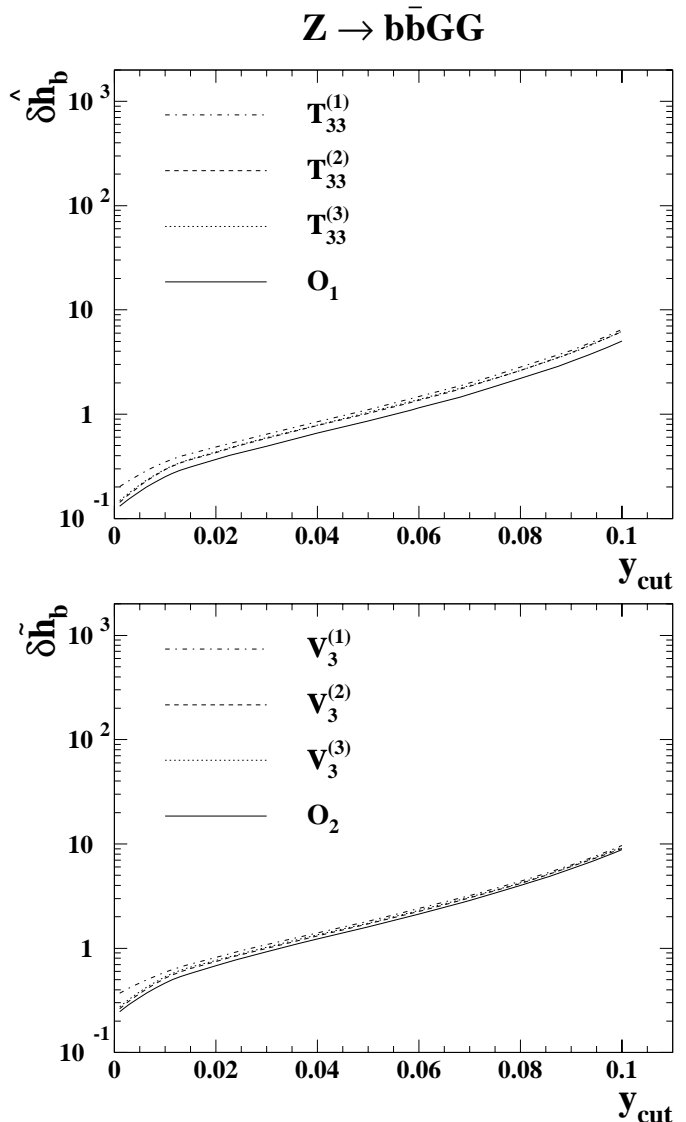 Z → bb̄GG
δĥ_b
10^3
10^2
10
1
10^-1
T_33^(1)
T_33^(2)
T_33^(3)
O_1
0 0.02 0.04 0.06 0.08 0.1
y_cut
δh̃_b
10^3
10^2
10
1
10^-1
V_3^(1)
V_3^(2)
V_3^(3)
O_2
0 0.02 0.04 0.06 0.08 0.1
y_cut